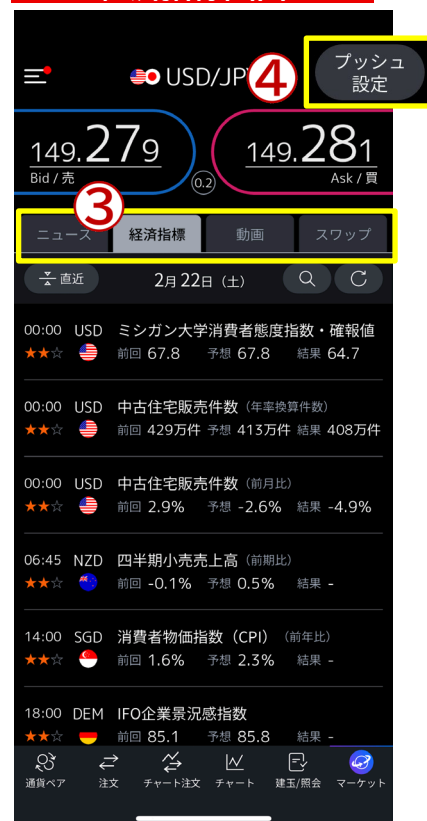 ④
プッシュ
設定
USD/JP
149.279
149.281
Bid / 売
0.2
Ask / 買
③
ニュース
経済指標
動画
スワップ
直近
2月22日（土）
00:00 USD ミシガン大学消費者態度指数・確報値
★★☆ 前回 67.8 予想 67.8 結果 64.7
00:00 USD 中古住宅販売件数（年率換算件数）
★★☆ 前回 429万件 予想 413万件 結果 408万件
00:00 USD 中古住宅販売件数（前月比）
★★☆ 前回 2.9% 予想 -2.6% 結果 -4.9%
06:45 NZD 四半期小売売上高（前期比）
★★☆ 前回 -0.1% 予想 0.5% 結果 -
14:00 SGD 消費者物価指数（CPI）（前年比）
★★☆ 前回 1.6% 予想 2.3% 結果 -
18:00 DEM IFO企業景況感指数
★★☆ 前回 85.1 予想 85.8 結果 -
通貨ペア
注文
チャート注文
チャート
建玉/照会
マーケット